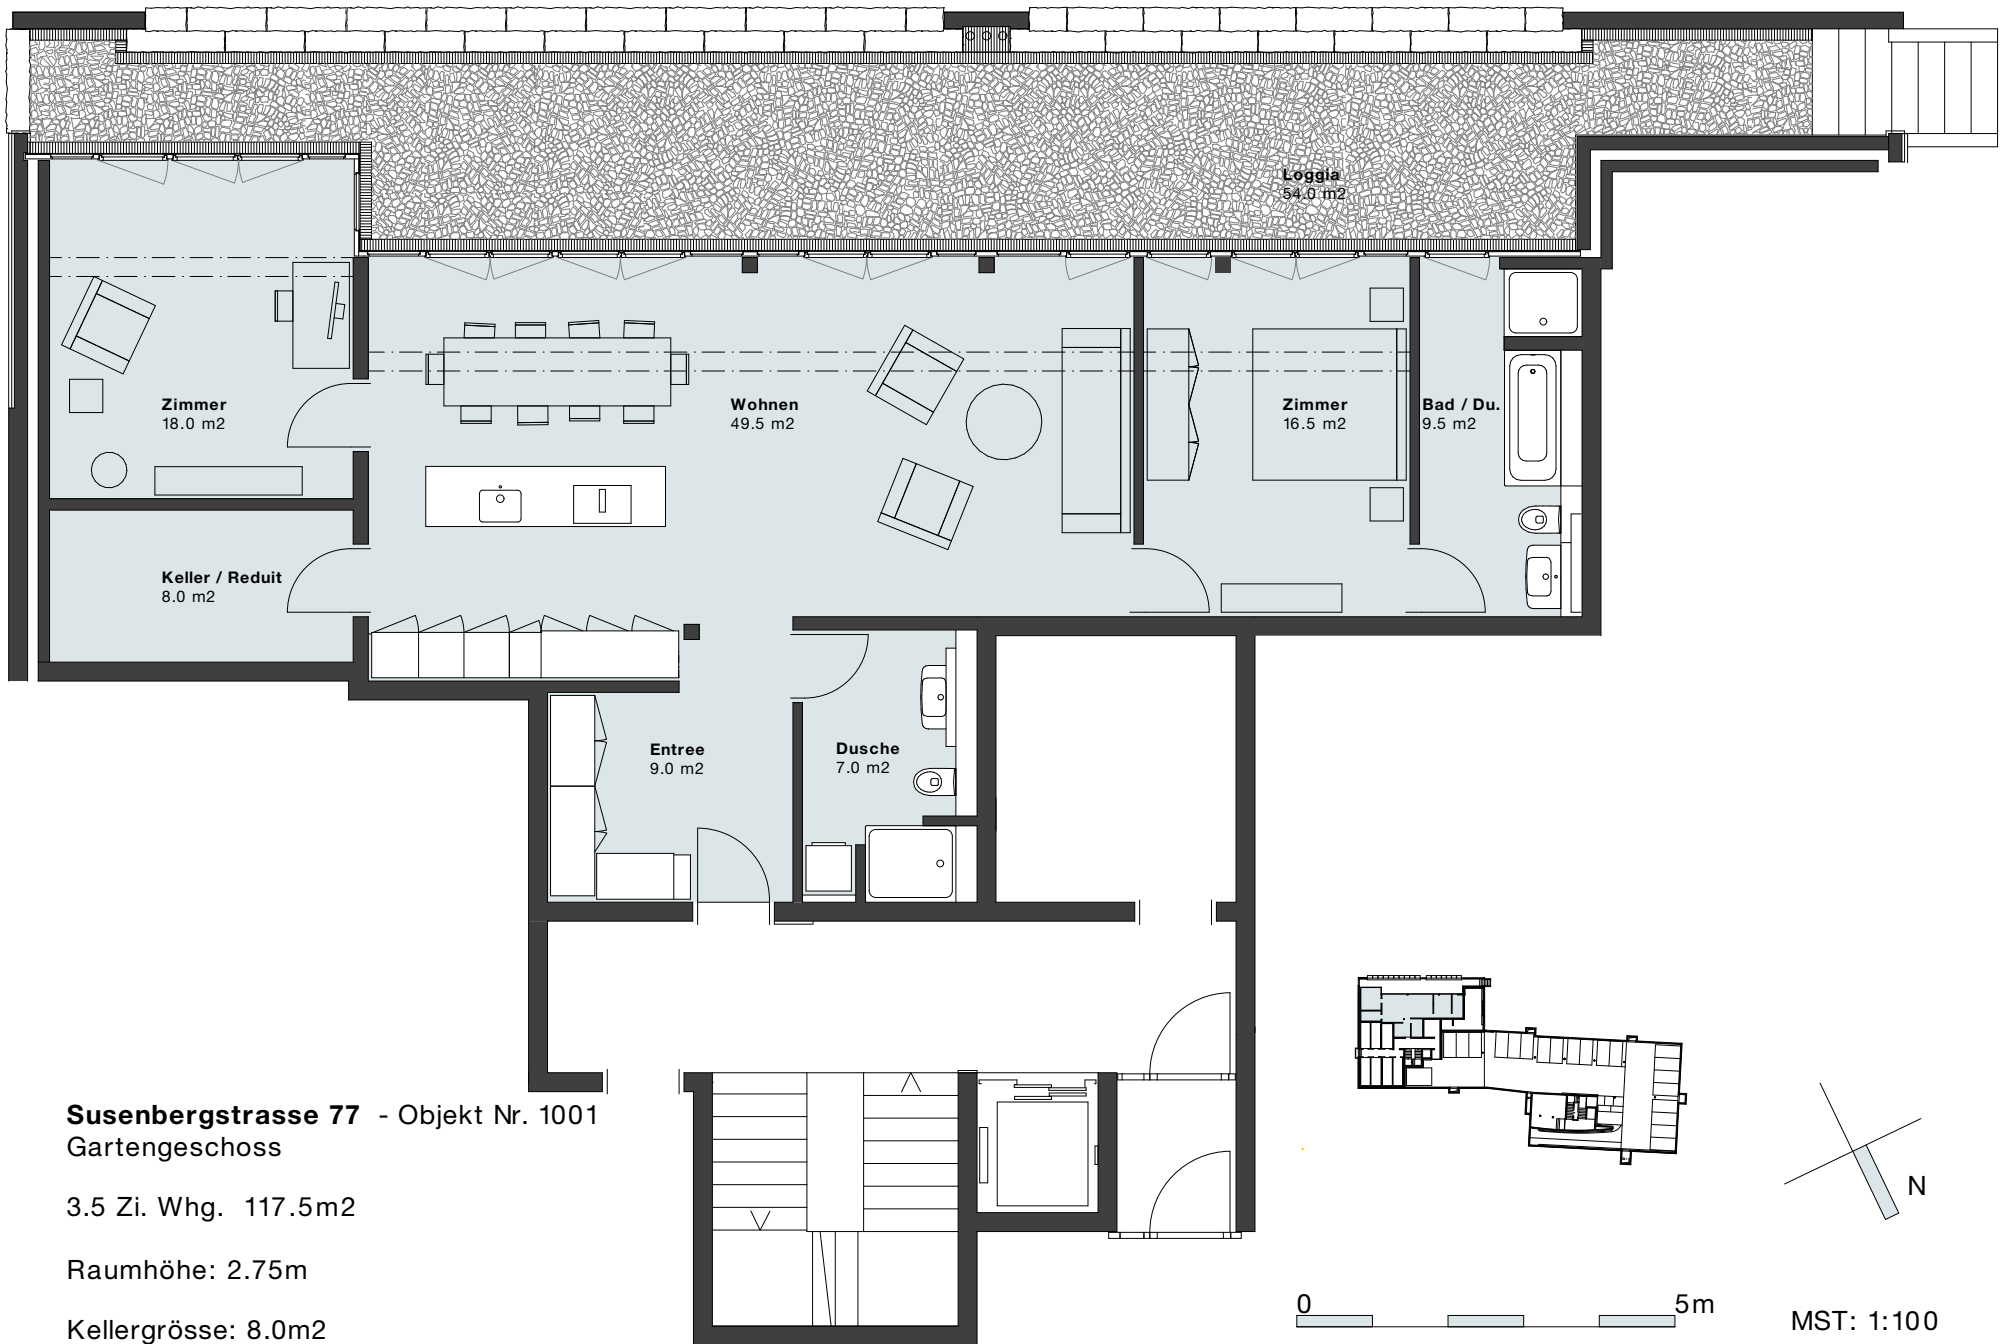 Loggia
54.0 m2
Zimmer
18.0 m2
Wohnen
49.5 m2
Zimmer
16.5 m2
Bad / Du.
9.5 m2
Keller / Reduit
8.0 m2
Entree
9.0 m2
Dusche
7.0 m2
Susenbergstrasse 77 - Objekt Nr. 1001
Gartengeschoss
3.5 Zi. Whg. 117.5m2
Raumhöhe: 2.75m
Kellergrösse: 8.0m2
N
0 5m
MST: 1:100